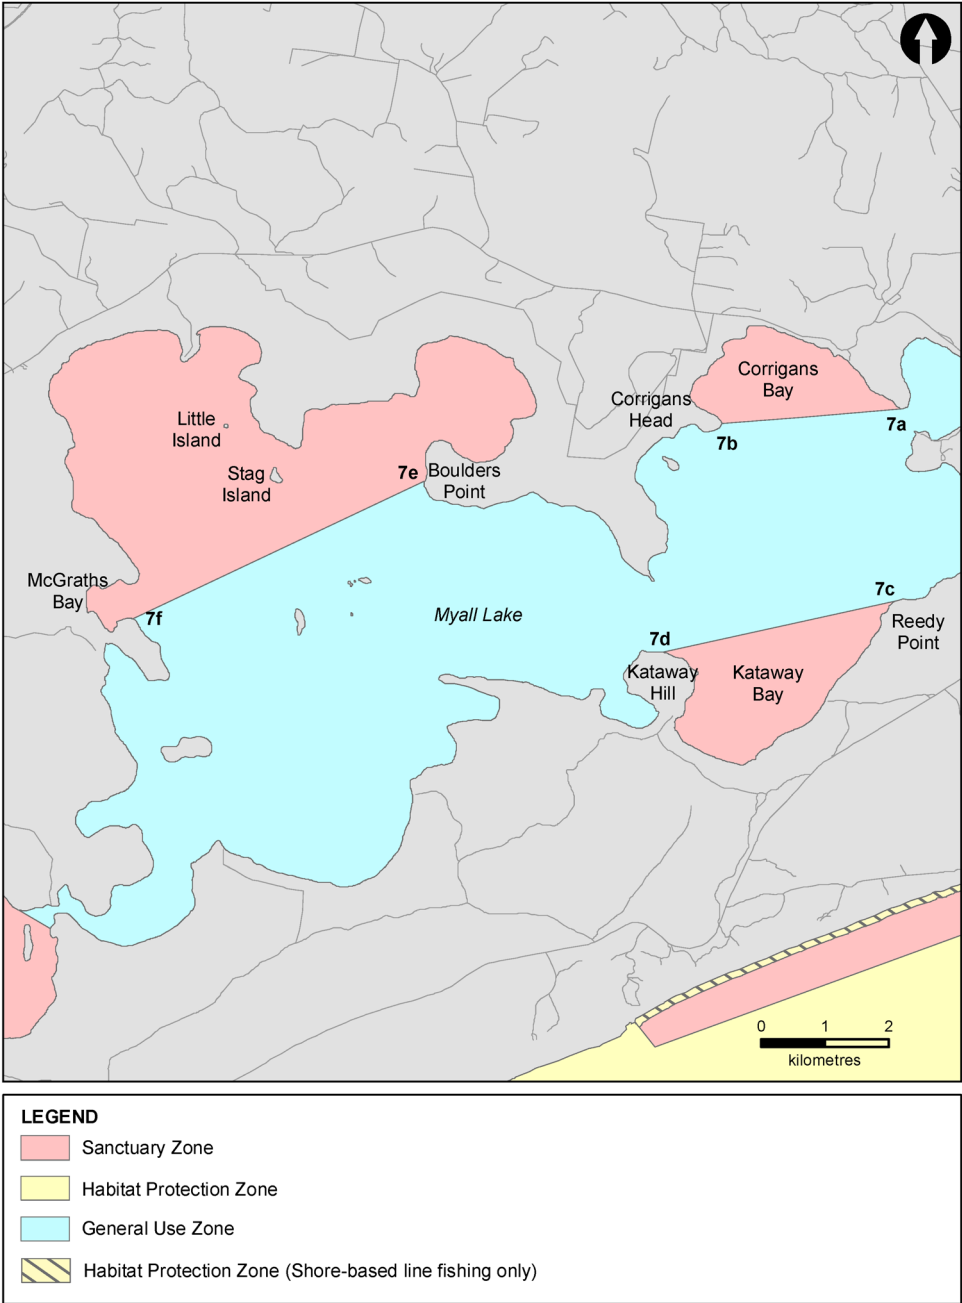 Corrigans
Bay
Corrigans
Head
7a
7b
Little
Island
Stag
Island
7e
Boulders
Point
McGraths
Bay
7f
Myall Lake
7c
Reedy
Point
7d
Kataway
Hill
Kataway
Bay
0 1 2
kilometres
LEGEND
Sanctuary Zone
Habitat Protection Zone
General Use Zone
Habitat Protection Zone (Shore-based line fishing only)